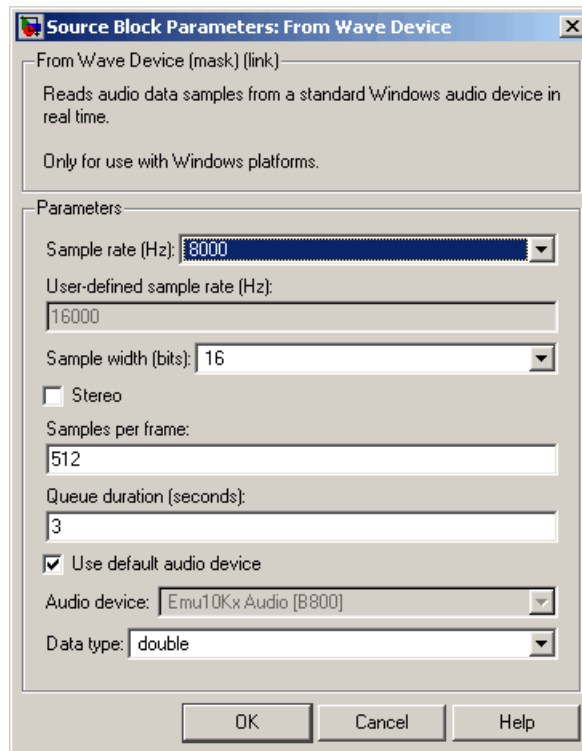 Source Block Parameters: From Wave Device
From Wave Device (mask) (link)
Reads audio data samples from a standard Windows audio device in
real time.
Only for use with Windows platforms.
Parameters
Sample rate (Hz): 8000
User-defined sample rate (Hz):
16000
Sample width (bits): 16
Stereo
Samples per frame:
512
Queue duration (seconds):
3
Use default audio device
Audio device: Emu10Kx Audio [B800]
Data type: double
OK Cancel Help